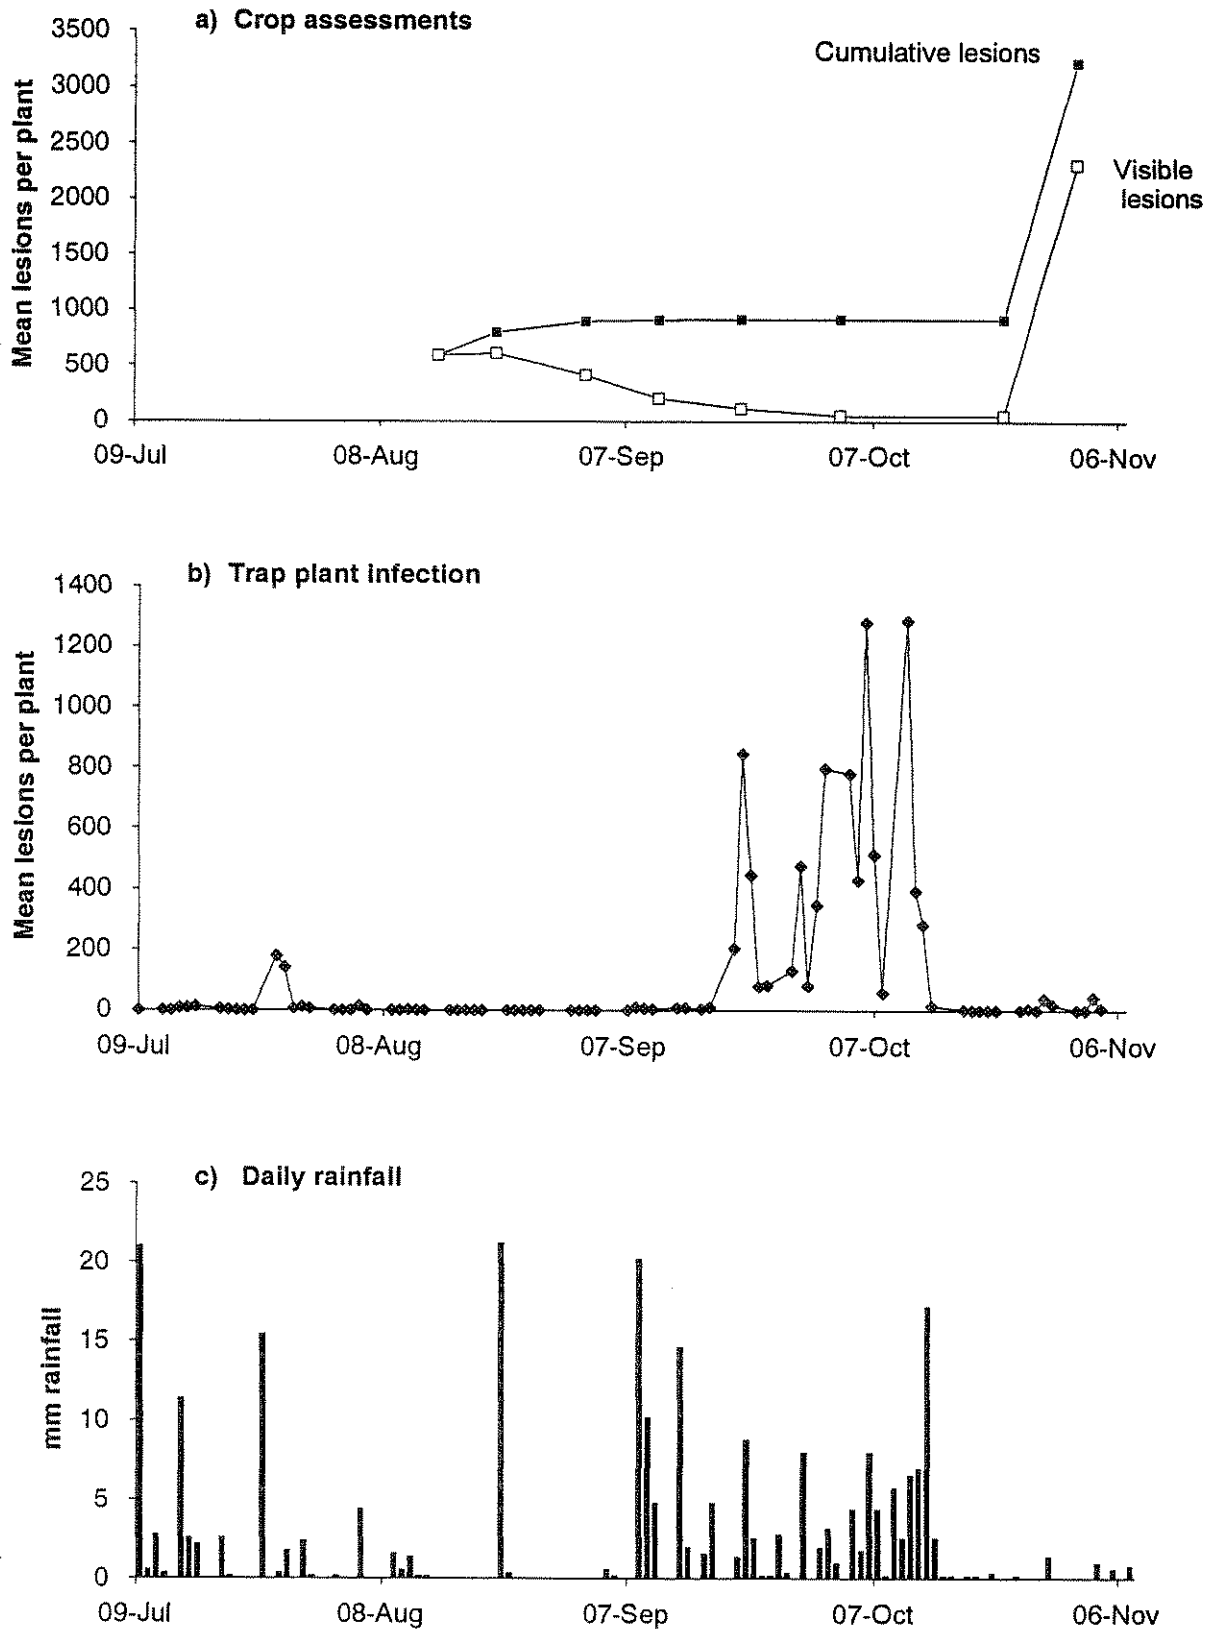 a) Crop assessments
3500
3000
2500
2000
1500
1000
500
0
Mean lesions per plant
Cumulative lesions
Visible
lesions
09-Jul 08-Aug 07-Sep 07-Oct 06-Nov
b) Trap plant infection
1400
1200
1000
800
600
400
200
0
Mean lesions per plant
09-Jul 08-Aug 07-Sep 07-Oct 06-Nov
c) Daily rainfall
25
20
15
10
5
0
mm rainfall
09-Jul 08-Aug 07-Sep 07-Oct 06-Nov